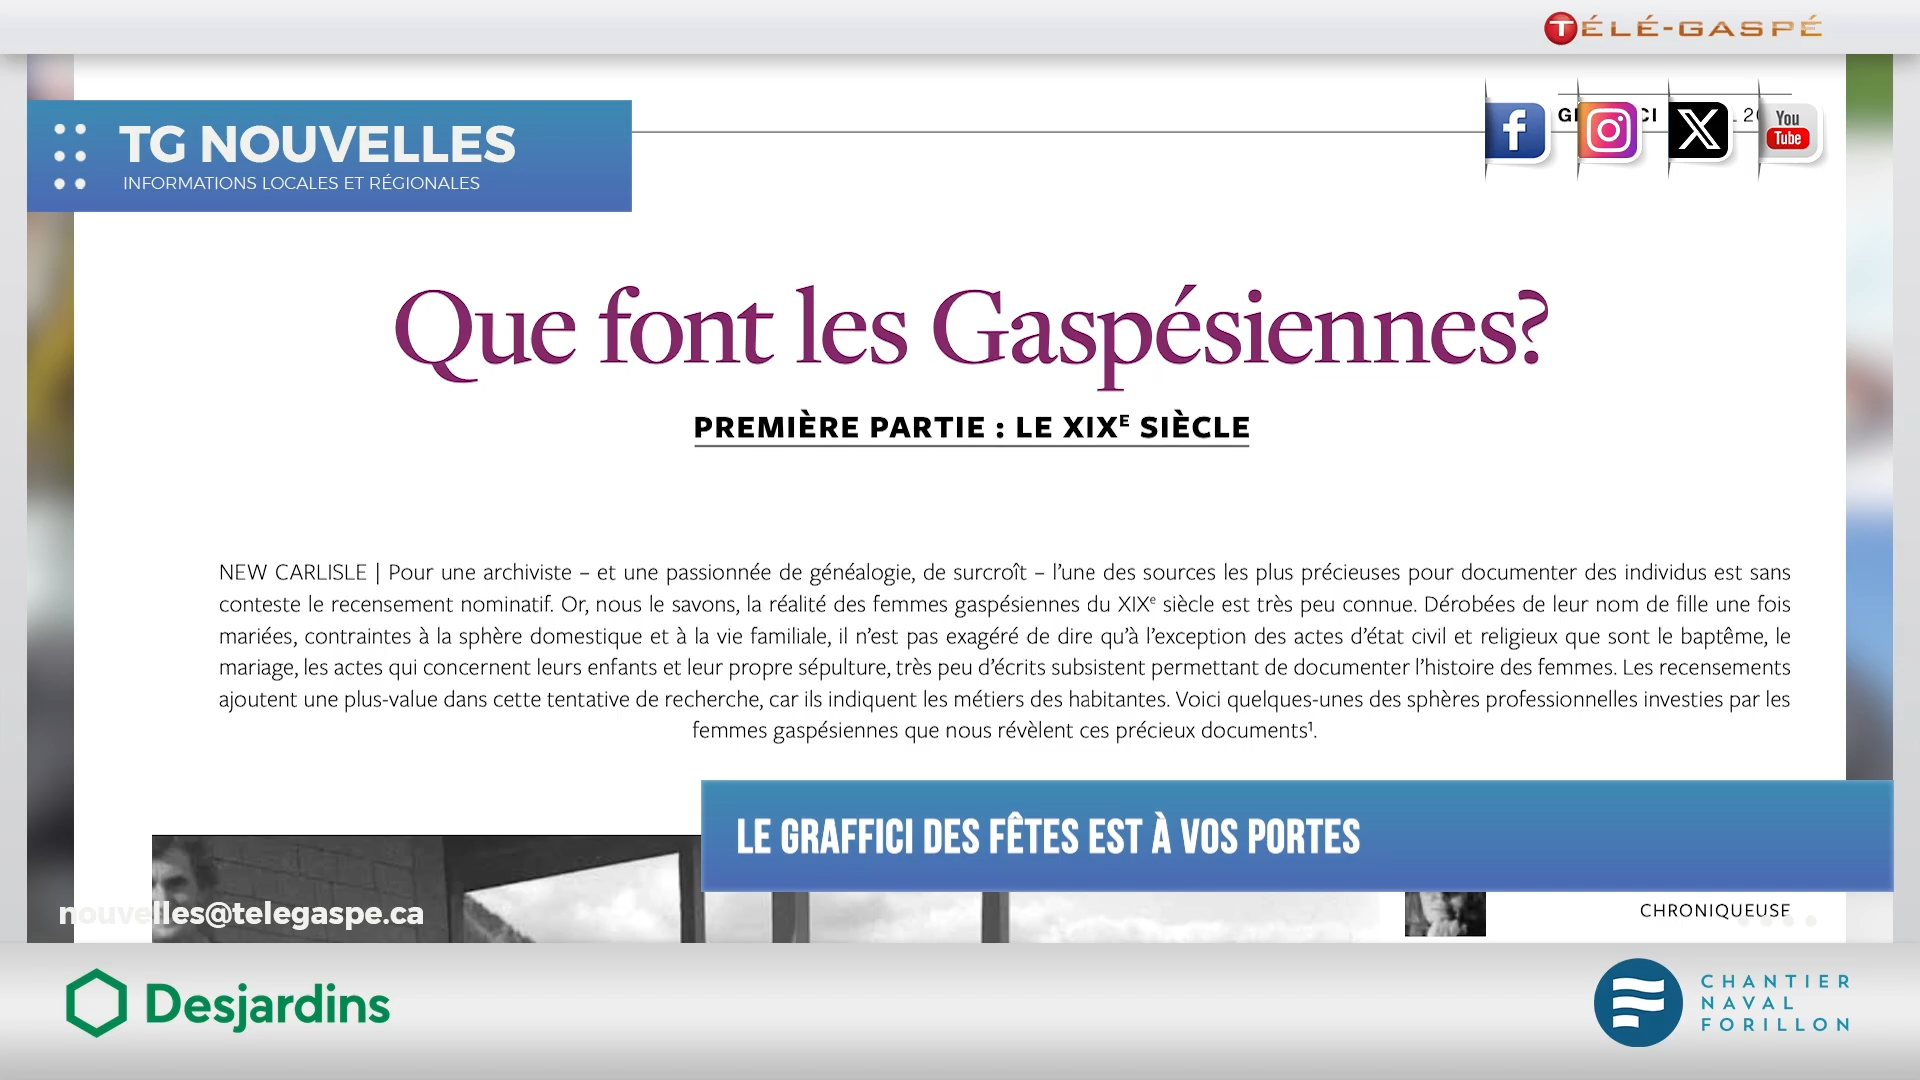 TÉLÉ-GASPÉ
TG NOUVELLES
INFORMATIONS LOCALES ET RÉGIONALES
f
X
You
Tube
Que font les Gaspésiennes?
PREMIÈRE PARTIE : LE XIXᴱ SIÈCLE
NEW CARLISLE | Pour une archiviste – et une passionnée de généalogie, de surcroît – l’une des sources les plus précieuses pour documenter des individus est sans
conteste le recensement nominatif. Or, nous le savons, la réalité des femmes gaspésiennes du XIXᵉ siècle est très peu connue. Dérobées de leur nom de fille une fois
mariées, contraintes à la sphère domestique et à la vie familiale, il n’est pas exagéré de dire qu’à l’exception des actes d’état civil et religieux que sont le baptême, le
mariage, les actes qui concernent leurs enfants et leur propre sépulture, très peu d’écrits subsistent permettant de documenter l’histoire des femmes. Les recensements
ajoutent une plus-value dans cette tentative de recherche, car ils indiquent les métiers des habitantes. Voici quelques-unes des sphères professionnelles investies par les
femmes gaspésiennes que nous révèlent ces précieux documents¹.
LE GRAFFICI DES FÊTES EST À VOS PORTES
CHRONIQUEUSE
nouvelles@telegaspe.ca
Desjardins
CHANTIER
NAVAL
FORILLON